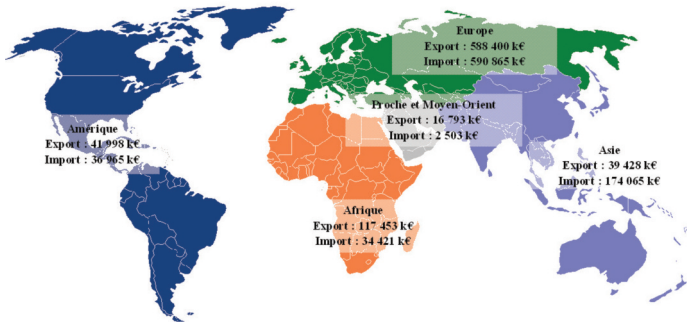 Europe
Export : 588 400 k€
Import : 590 865 k€
Proche et Moyen-Orient
Export : 16 793 k€
Import : 2 503 k€
Amérique
Export : 41 998 k€
Import : 36 965 k€
Asie
Export : 39 428 k€
Import : 174 065 k€
Afrique
Export : 117 453 k€
Import : 34 421 k€